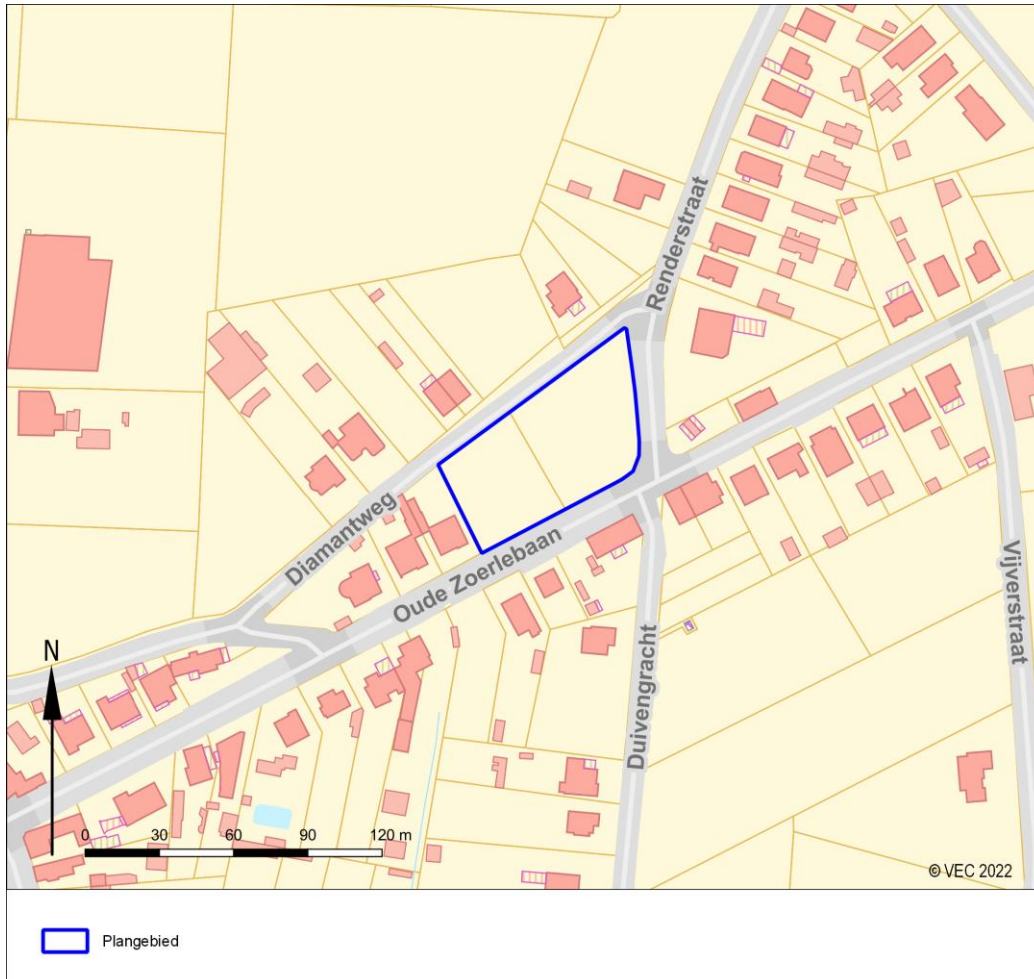 Renderstraat
Diamantweg
Oude Zoerlebaan
Vijverstraat
Duivengracht
N
0 30 60 90 120 m
© VEC 2022
Plangebied